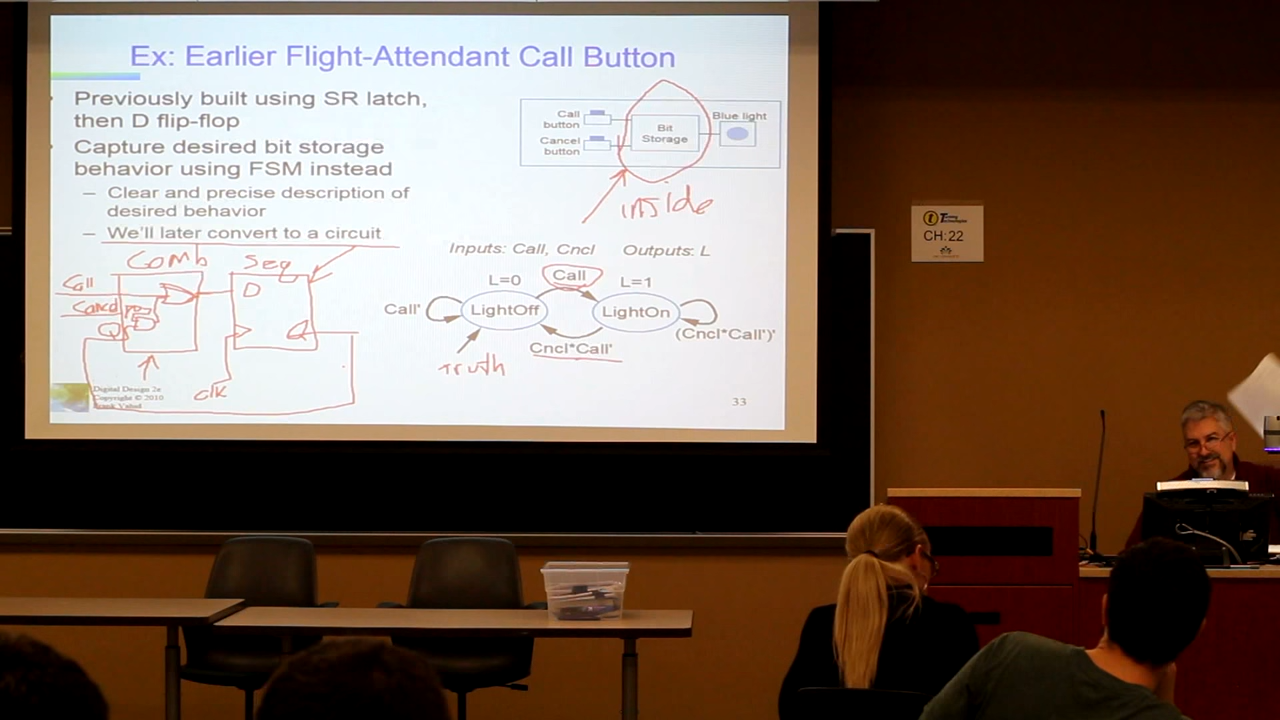 Ex: Earlier Flight-Attendant Call Button
Previously built using SR latch,
then D flip-flop
Capture desired bit storage
behavior using FSM instead
– Clear and precise description of
desired behavior
– We'll later convert to a circuit
Call
button
Cancel
button
Bit
Storage
Blue light
inside
Inputs: Call, Cncl Outputs: L
Comb
Seq
Call
Cancel
Q
D
Q
clk
L=0
Call
L=1
Call'
LightOff
LightOn
(Cncl*Call')'
Cncl*Call'
Truth
Digital Design 2e
Copyright © 2010
Frank Vahid
33
CH:22